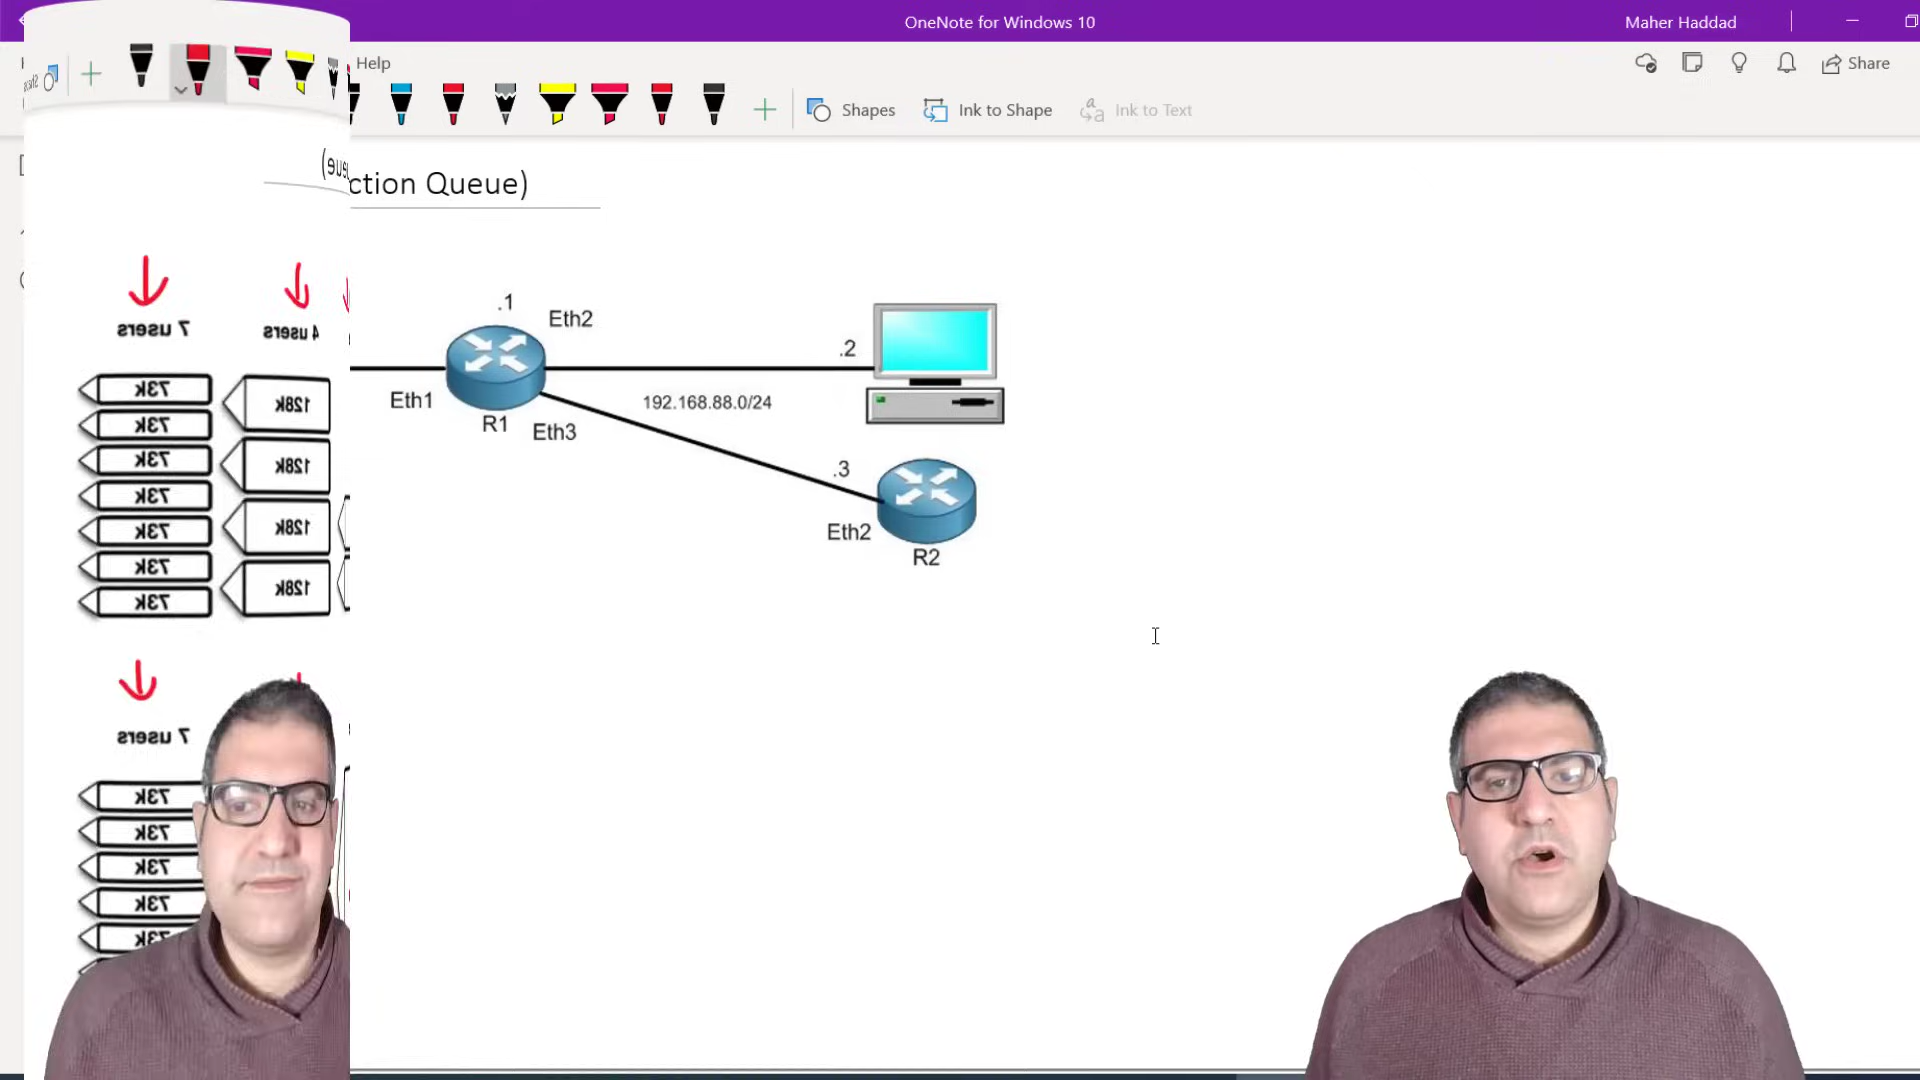 OneNote for Windows 10
Maher Haddad
Help
Share
Shapes
Ink to Shape
Ink to Text
ction Queue)
7 users
4 users
.1
Eth2
.2
73k
73k
73k
73k
73k
73k
73k
128k
128k
128k
128k
Eth1
R1
Eth3
192.168.88.0/24
.3
Eth2
R2
7 users
73k
73k
73k
73k
73k